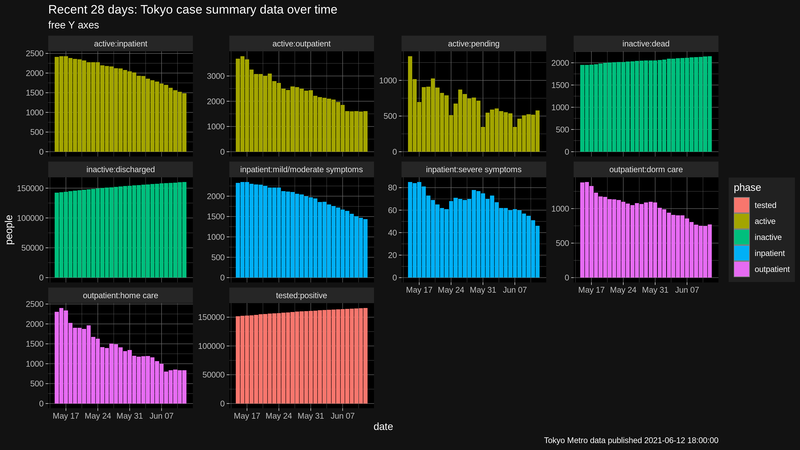 Recent 28 days: Tokyo case summary data over time
free Y axes
active:inpatient
active:outpatient
active:pending
inactive:dead
2500
2000
1500
1000
500
0
3000
2000
1000
0
1000
500
0
2000
1500
1000
500
0
inactive:discharged
inpatient:mild/moderate symptoms
inpatient:severe symptoms
outpatient:dorm care
150000
100000
50000
0
2000
1500
1000
500
0
80
60
40
20
0
1000
500
0
May 17 May 24 May 31 Jun 07
May 17 May 24 May 31 Jun 07
outpatient:home care
tested:positive
2500
2000
1500
1000
500
0
150000
100000
50000
0
May 17 May 24 May 31 Jun 07
May 17 May 24 May 31 Jun 07
people
date
phase
tested
active
inactive
inpatient
outpatient
Tokyo Metro data published 2021-06-12 18:00:00